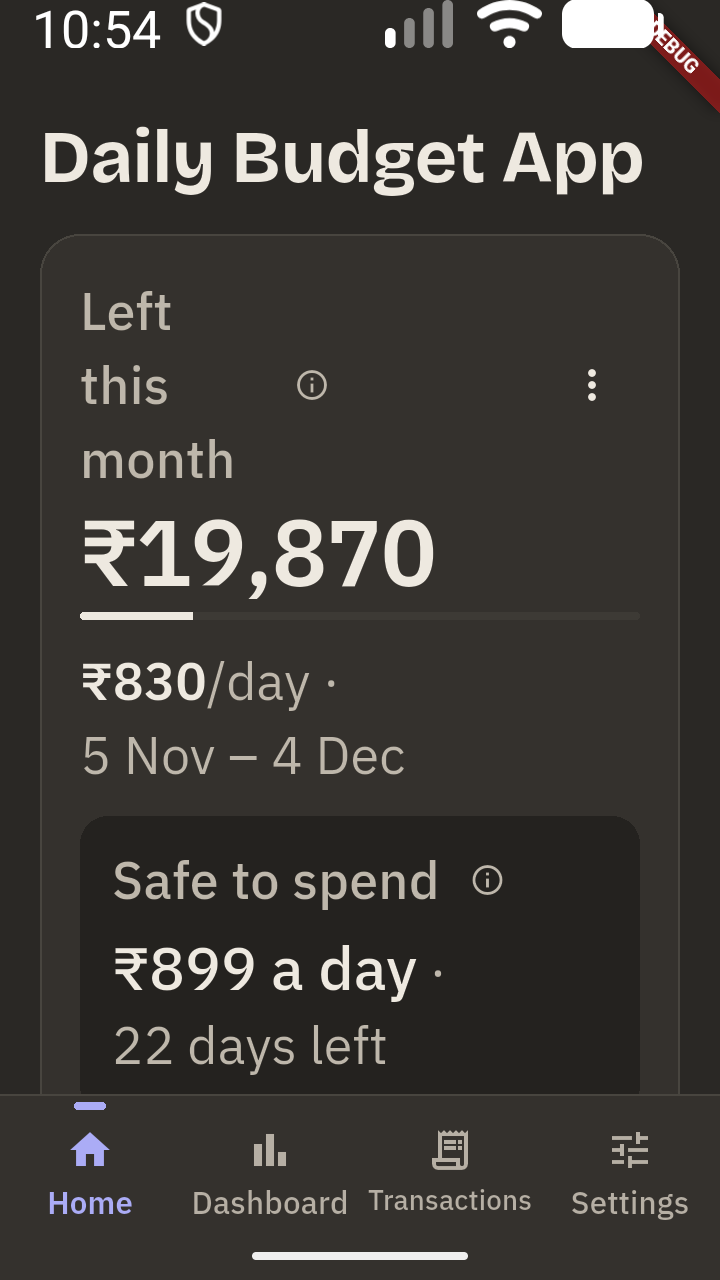 10:54
DEBUG
Daily Budget App
Left
this
month
₹19,870
₹830/day ·
5 Nov – 4 Dec
Safe to spend
₹899 a day ·
22 days left
Home
Dashboard
Transactions
Settings